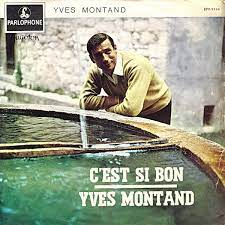 PARLOPHONE
YVES MONTAND
C'EST SI BON
YVES MONTAND